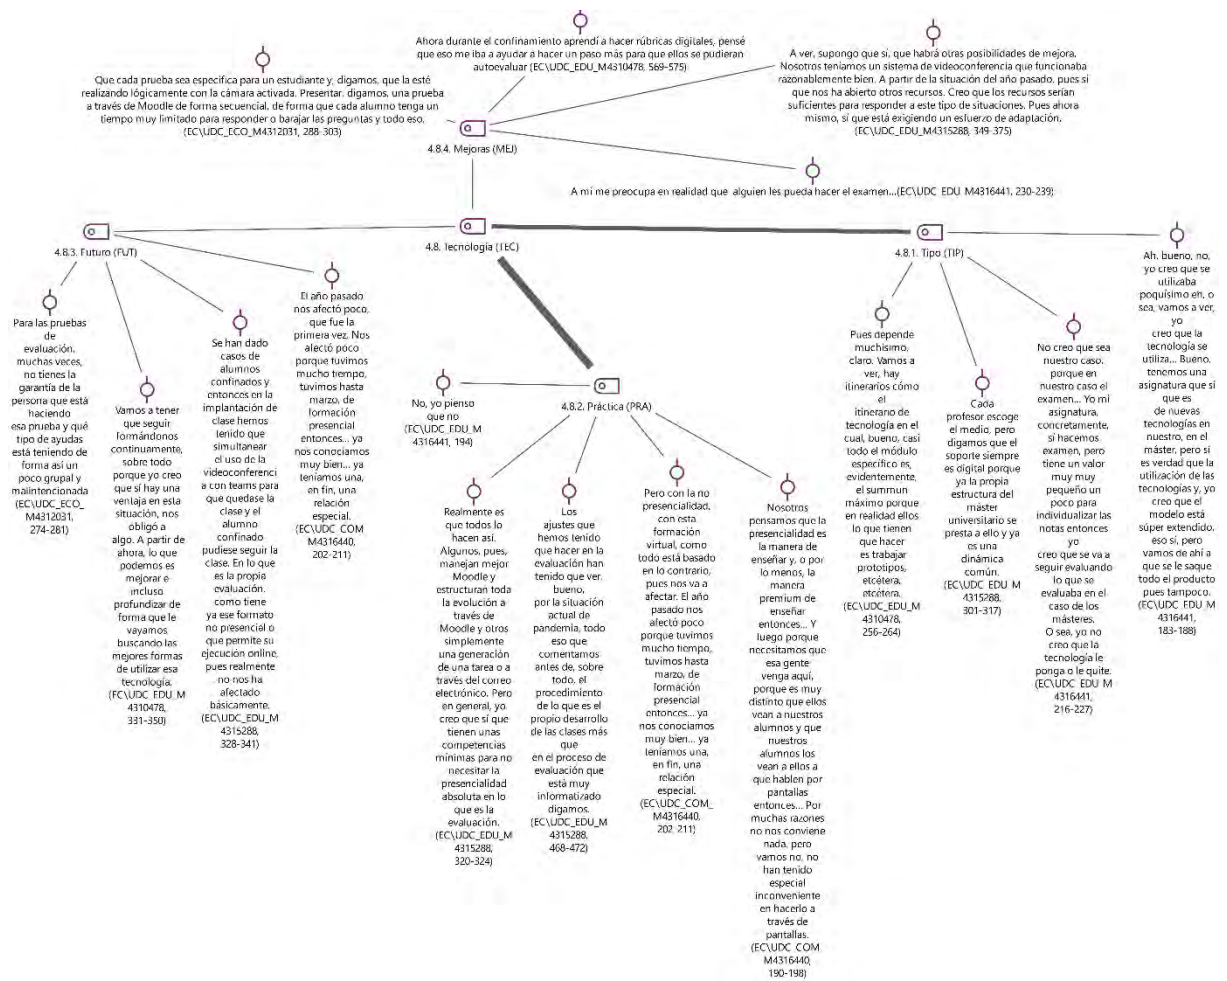 Ahora durante el confinamiento aprendí a hacer rúbricas digitales, pensé
que eso me iba a ayudar a hacer un paso más para que ellos se pudieran
autoevaluar (EC\UDC_EDU_M4310478, 569-575)
A ver, supongo que sí, que habrá otras posibilidades de mejora.
Nosotros teníamos un sistema de videoconferencia que funcionaba
razonablemente bien. A partir de la situación del año pasado, pues sí
que nos ha abierto otros recursos. Creo que los recursos serían
suficientes para responder a este tipo de situaciones. Pues ahora
mismo, sí que está exigiendo un esfuerzo de adaptación.
(EC\UDC_EDU_M4315288, 349-375)
Que cada prueba sea específica para un estudiante y, digamos, que la esté
realizando lógicamente con la cámara activada. Presentar, digamos, una prueba
a través de Moodle de forma secuencial, de forma que cada alumno tenga un
tiempo muy limitado para responder o barajar las preguntas y todo eso.
(EC\UDC_ECO_M4312031, 288-303)
4.8.4. Mejoras (MEJ)
A mí me preocupa en realidad que alguien les pueda hacer el examen...(EC\UDC_EDU_M4316441, 230-239)
4.8.3. Futuro (FUT)
4.8. Tecnología (TEC)
4.8.1. Tipo (TIP)
Para las pruebas
de
evaluación,
muchas veces,
no tienes la
garantía de la
persona que está
haciendo
esa prueba y qué
tipo de ayudas
está teniendo de
forma así un
poco grupal y
malintencionada
(EC\UDC_ECO_
M4312031,
274-281)
Vamos a tener
que seguir
formándonos
continuamente,
sobre todo
porque yo creo
que sí hay una
ventaja en esta
situación, nos
obligó a
algo. A partir de
ahora, lo que
podemos es
mejorar e
incluso
profundizar de
forma que le
vayamos
buscando las
mejores formas
de utilizar esa
tecnología.
(EC\UDC_EDU_M
4310478,
331-350)
Se han dado
casos de
alumnos
confinados y
entonces en la
implantación de
clase hemos
tenido que
simultanear
el uso de la
videoconferenci
a con teams para
que quedase la
clase y el
alumno
confinado
pudiese seguir la
clase. En lo que
es la propia
evaluación,
como tiene
ya ese formato
no presencial o
que permite su
ejecución online,
pues realmente
no nos ha
afectado
básicamente.
(EC\UDC_EDU_M
4315288,
328-341)
El año pasado
nos afectó poco,
que fue la
primera vez. Nos
afectó poco
porque tuvimos
mucho tiempo,
tuvimos hasta
marzo, de
formación
presencial
entonces... ya
nos conocíamos
muy bien... ya
teníamos una,
en fin, una
relación
especial.
(EC\UDC_COM_
M4316440,
202-211)
4.8.2. Práctica (PRA)
No, yo pienso
que no
(EC\UDC_EDU_M
4316441, 194)
Realmente es
que todos lo
hacen así.
Algunos, pues,
manejan mejor
Moodle y
estructuran toda
la evolución a
través de
Moodle y otros
simplemente
una generación
de una tarea o a
través del correo
electrónico. Pero
en general, yo
creo que sí que
tienen unas
competencias
mínimas para no
necesitar la
presencialidad
absoluta en lo
que es la
evaluación.
(EC\UDC_EDU_M
4315288,
320-324)
Los
ajustes que
hemos tenido
que hacer en la
evaluación han
tenido que ver,
bueno,
por la situación
actual de
pandemia, todo
eso que
comentamos
antes de, sobre
todo, el
procedimiento
de lo que es el
propio desarrollo
de las clases más
que
en el proceso de
evaluación que
está muy
informatizado
digamos.
(EC\UDC_EDU_M
4315288,
468-472)
Pero con la no
presencialidad,
con esta
formación
virtual, como
todo está basado
en lo contrario,
pues nos va a
afectar. El año
pasado nos
afectó poco
porque tuvimos
mucho tiempo,
tuvimos hasta
marzo, de
formación
presencial
entonces... ya
nos conocíamos
muy bien... ya
teníamos una,
en fin, una
relación
especial.
(EC\UDC_COM_
M4316440,
202-211)
Nosotros
pensamos que la
presencialidad es
la manera de
enseñar y, o por
lo menos, la
manera
premium de
enseñar
entonces... Y
luego porque
necesitamos que
esa gente
venga aquí,
porque es muy
distinto que ellos
vean a nuestros
alumnos y que
nuestros
alumnos los
vean a ellos a
que hablen por
pantallas
entonces... Por
muchas razones
no nos conviene
nada, pero
vamos no, no
han tenido
especial
inconveniente
en hacerlo a
través de
pantallas.
(EC\UDC_COM_
M4316440,
190-198)
Pues depende
muchísimo,
claro. Vamos a
ver, hay
itinerarios cómo
el
itinerario de
tecnología en el
cual, bueno, casi
todo el módulo
específico es,
evidentemente,
el summun
máximo porque
en realidad ellos
lo que tienen
que hacer
es trabajar
prototipos,
etcétera,
etcétera.
(EC\UDC_EDU_M
4310478,
256-264)
Cada
profesor escoge
el medio, pero
digamos que el
soporte siempre
es digital porque
ya la propia
estructura del
máster
universitario se
presta a ello y ya
es una
dinámica
común.
(EC\UDC_EDU_M
4315288,
301-317)
No creo que sea
nuestro caso,
porque en
nuestro caso el
examen... Yo mi
asignatura,
concretamente,
sí hacemos
examen, pero
tiene un valor
muy muy
pequeño un
poco para
individualizar las
notas entonces
yo
creo que se va a
seguir evaluando
lo que se
evaluaba en el
caso de los
másteres.
O sea, yo no
creo que la
tecnología le
ponga o le quite.
(EC\UDC_EDU_M
4316441,
216-227)
Ah, bueno, no,
yo creo que se
utilizaba
poquísimo en, o
sea, vamos a ver,
yo
creo que la
tecnología se
utiliza... Bueno,
tenemos una
asignatura que sí
que es
de nuevas
tecnologías en
nuestro, en el
máster, pero sí
es verdad que la
utilización de las
tecnologías y, yo
creo que el
modelo está
súper extendido,
eso sí, pero
vamos de ahí a
que se le saque
todo el producto
pues tampoco.
(EC\UDC_EDU_M
4316441,
183-188)